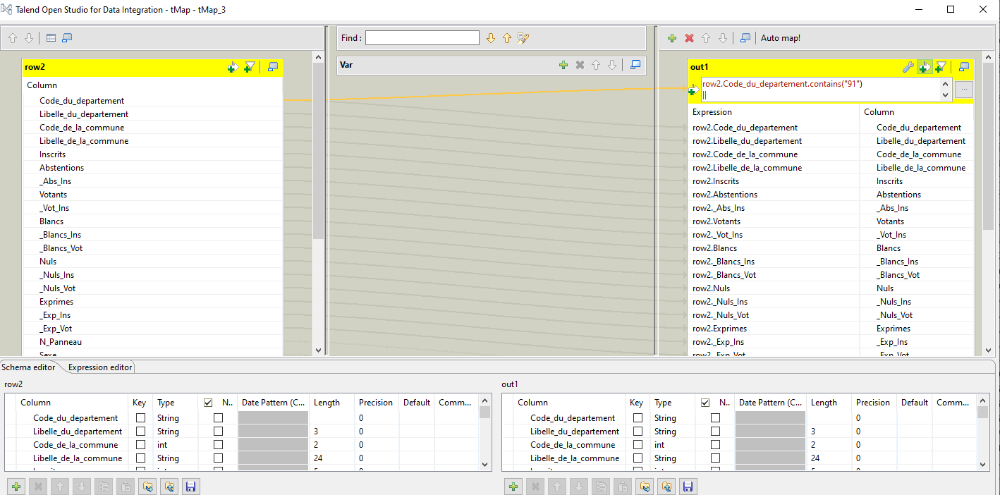 Talend Open Studio for Data Integration - tMap - tMap_3
Find :
Auto map!
row2
Column
Code_du_departement
Libelle_du_departement
Code_de_la_commune
Libelle_de_la_commune
Inscrits
Abstentions
_Abs_Ins
Votants
_Vot_Ins
Blancs
_Blancs_Ins
_Blancs_Vot
Nuls
_Nuls_Ins
_Nuls_Vot
Exprimes
_Exp_Ins
_Exp_Vot
N_Panneau
Sexe
Var
out1
row2.Code_du_departement.contains("91")
||
...
Expression Column
row2.Code_du_departement Code_du_departement
row2.Libelle_du_departement Libelle_du_departement
row2.Code_de_la_commune Code_de_la_commune
row2.Libelle_de_la_commune Libelle_de_la_commune
row2.Inscrits Inscrits
row2.Abstentions Abstentions
row2._Abs_Ins _Abs_Ins
row2.Votants Votants
row2._Vot_Ins _Vot_Ins
row2.Blancs Blancs
row2._Blancs_Ins _Blancs_Ins
row2._Blancs_Vot _Blancs_Vot
row2.Nuls Nuls
row2._Nuls_Ins _Nuls_Ins
row2._Nuls_Vot _Nuls_Vot
row2.Exprimes Exprimes
row2._Exp_Ins _Exp_Ins
row2._Exp_Vot _Exp_Vot
Schema editor Expression editor
row2
Column Key Type N.. Date Pattern (C... Length Precision Default Comm...
Code_du_departement String 0
Libelle_du_departement String 3 0
Code_de_la_commune int 2 0
Libelle_de_la_commune String 24 0
out1
Column Key Type N.. Date Pattern (C... Length Precision Default Comm...
Code_du_departement String 0
Libelle_du_departement String 3 0
Code_de_la_commune int 2 0
Libelle_de_la_commune String 24 0